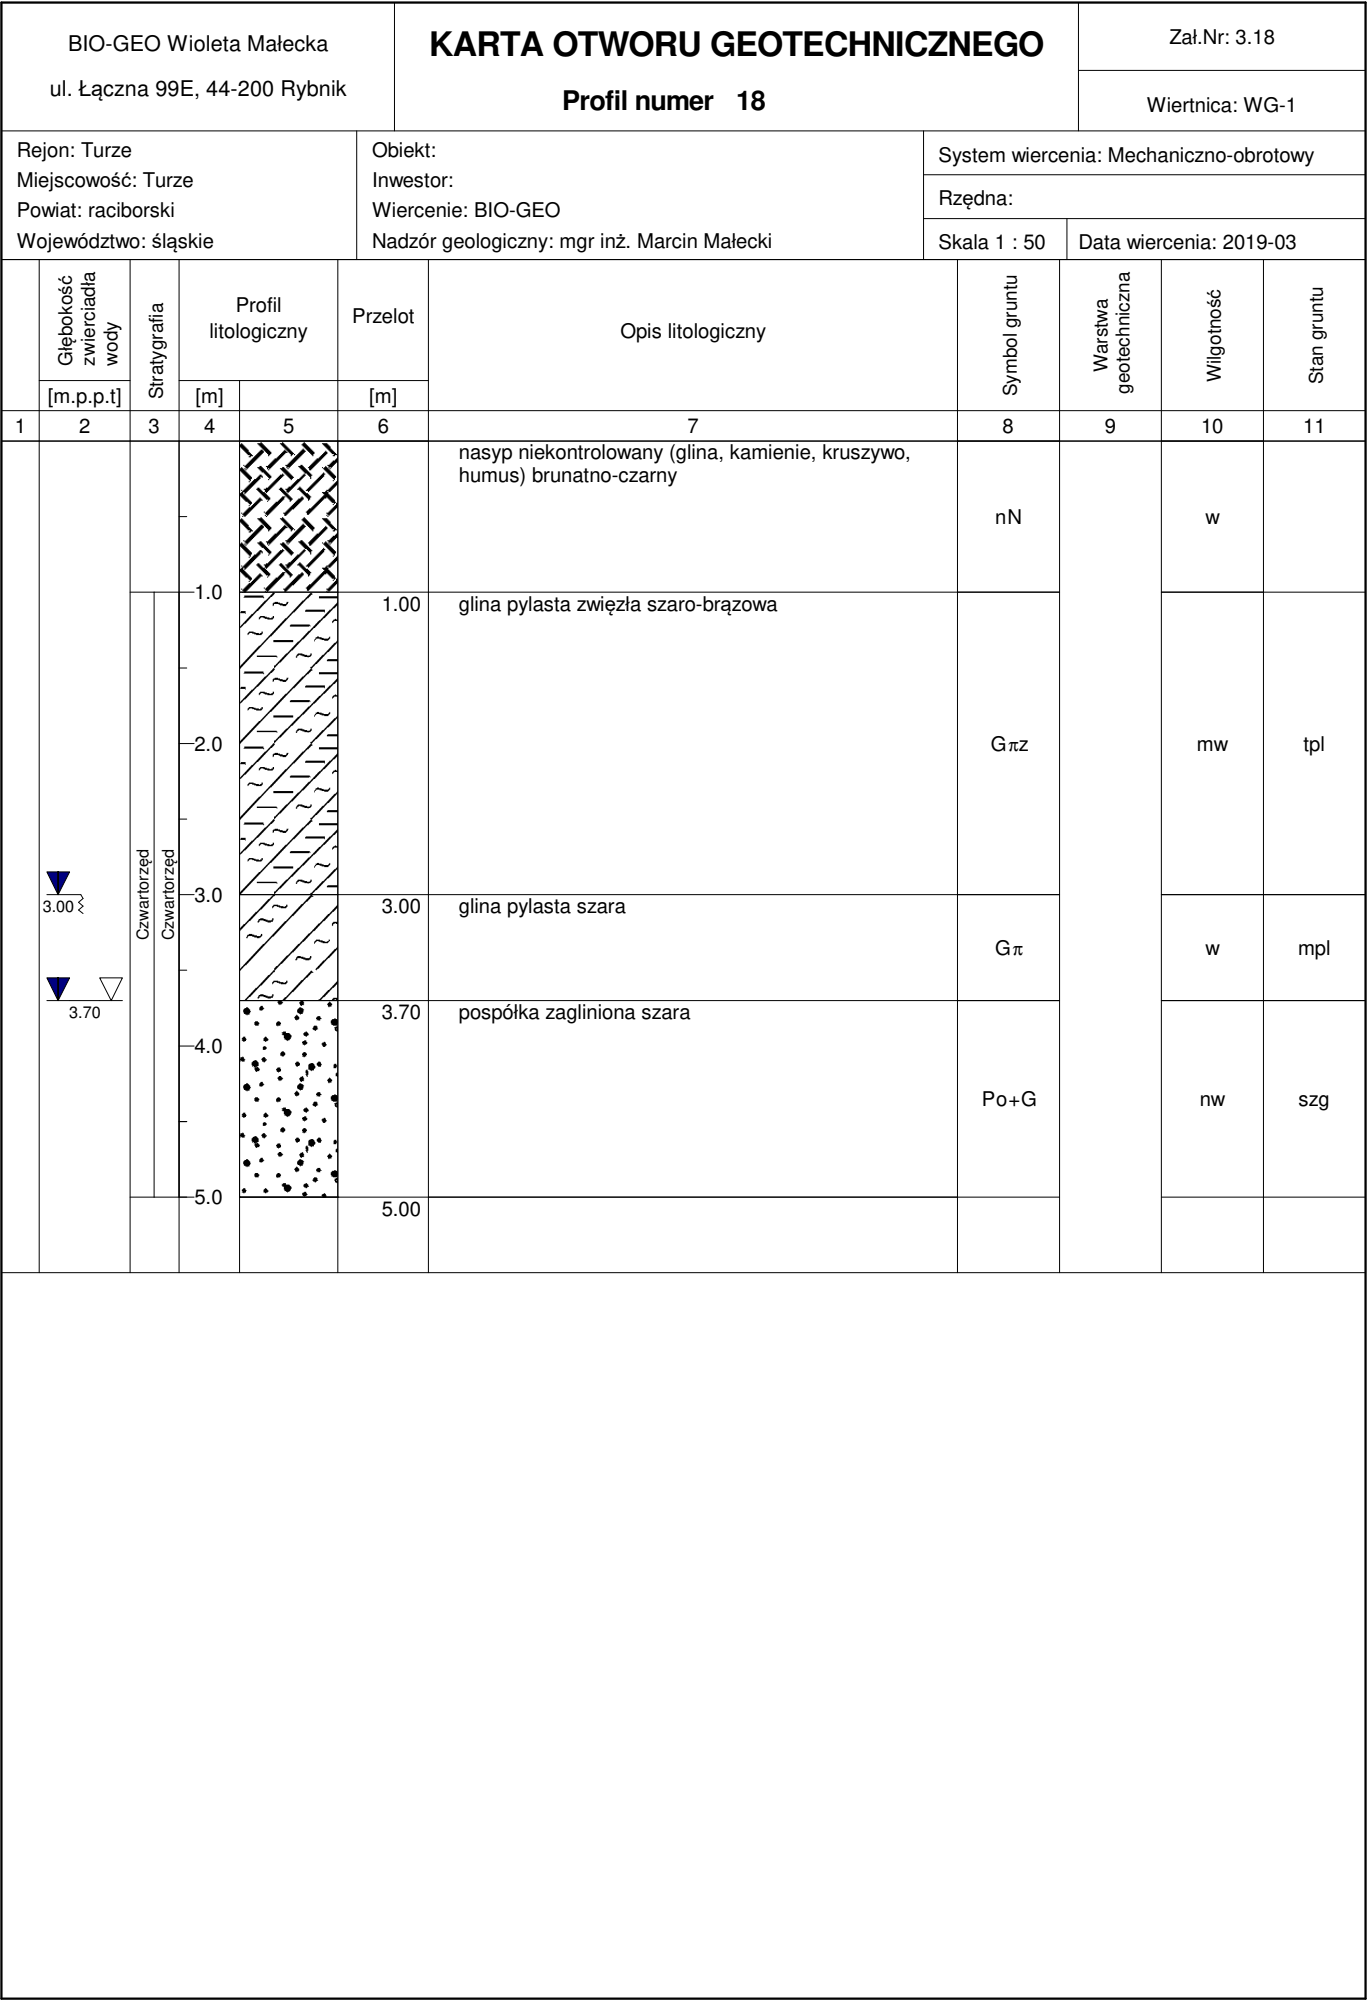 BIO-GEO Wioleta Małecka
ul. Łączna 99E, 44-200 Rybnik
KARTA OTWORU GEOTECHNICZNEGO
Profil numer 18
Zał.Nr: 3.18
Wiertnica: WG-1
Rejon: Turze
Miejscowość: Turze
Powiat: raciborski
Województwo: śląskie
Obiekt:
Inwestor:
Wiercenie: BIO-GEO
Nadzór geologiczny: mgr inż. Marcin Małecki
System wiercenia: Mechaniczno-obrotowy
Rzędna:
Skala 1 : 50
Data wiercenia: 2019-03
Głębokość
zwierciadła
wody
[m.p.p.t]
Stratygrafia
Profil
litologiczny
[m]
Przelot
[m]
Opis litologiczny
Symbol gruntu
Warstwa
geotechniczna
Wilgotność
Stan gruntu
1 2 3 4 5 6 7 8 9 10 11
nasyp niekontrolowany (glina, kamienie, kruszywo,
humus) brunatno-czarny
nN w
1.0
1.00 glina pylasta zwięzła szaro-brązowa
2.0
Gπz mw tpl
Czwartorzęd
Czwartorzęd
3.00
3.0
3.00 glina pylasta szara
Gπ w mpl
3.70
3.70 pospółka zagliniona szara
4.0
Po+G nw szg
5.0
5.00